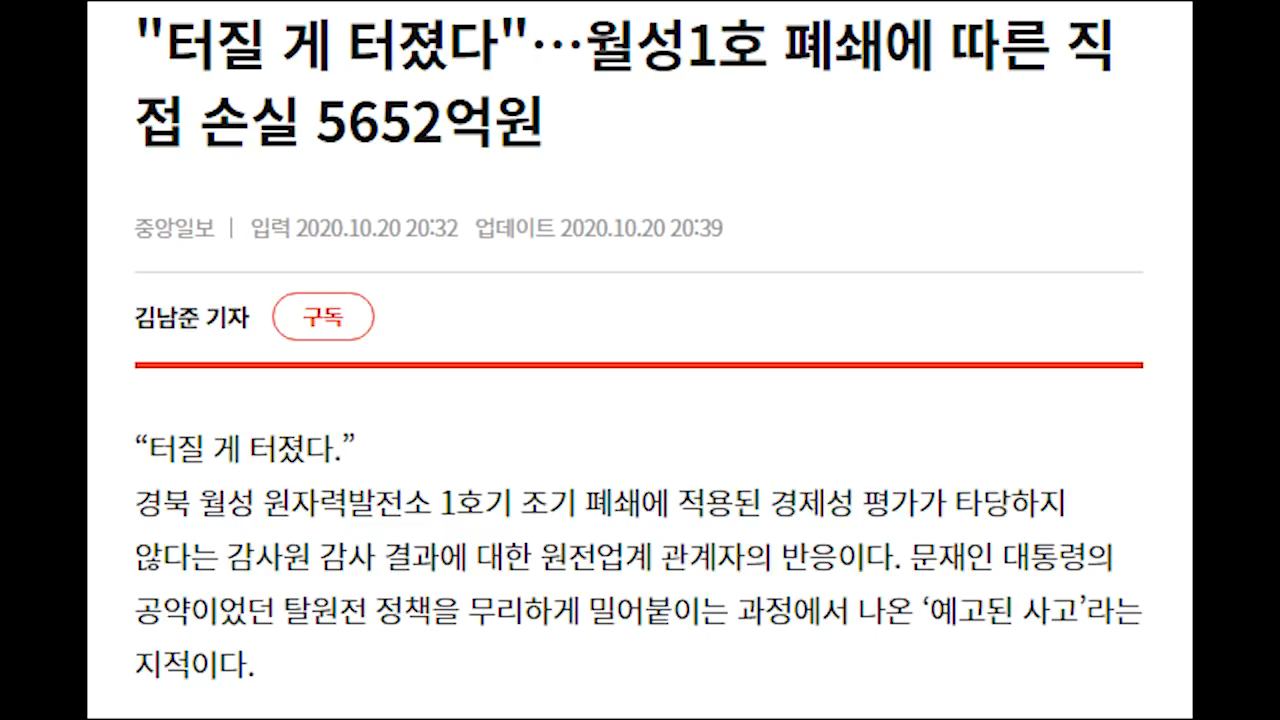 "터질 게 터졌다"…월성1호 폐쇄에 따른 직
접 손실 5652억원
중앙일보 | 입력 2020.10.20 20:32 업데이트 2020.10.20 20:39
김남준 기자 구독
“터질 게 터졌다.”
경북 월성 원자력발전소 1호기 조기 폐쇄에 적용된 경제성 평가가 타당하지
않다는 감사원 감사 결과에 대한 원전업계 관계자의 반응이다. 문재인 대통령의
공약이었던 탈원전 정책을 무리하게 밀어붙이는 과정에서 나온 ‘예고된 사고’라는
지적이다.